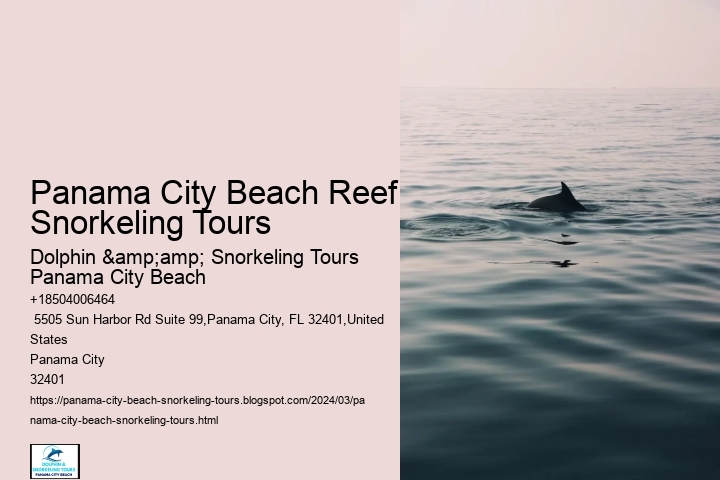 Panama City Beach Reef
Snorkeling Tours
Dolphin &amp;amp; Snorkeling Tours
Panama City Beach
+18504006464
5505 Sun Harbor Rd Suite 99,Panama City, FL 32401,United
States
Panama City
32401
https://panama-city-beach-snorkeling-tours.blogspot.com/2024/03/pa
nama-city-beach-snorkeling-tours.html
DOLPHIN &
SNORKELING TOURS
PANAMA CITY BEACH